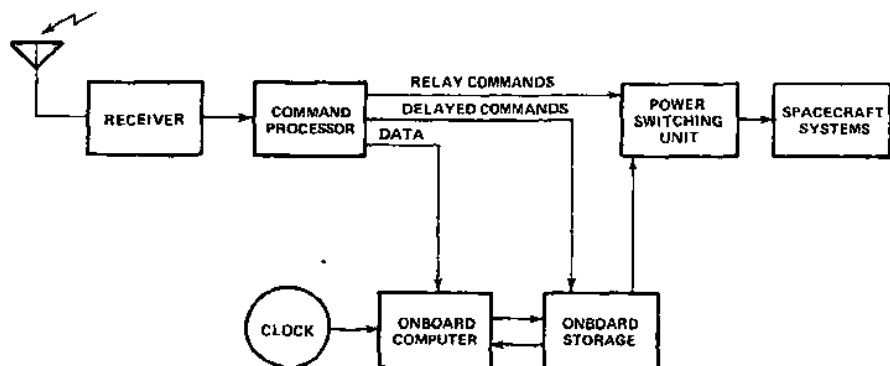 RELAY COMMANDS
DELAYED COMMANDS
DATA
RECEIVER
COMMAND
PROCESSOR
POWER
SWITCHING
UNIT
SPACECRAFT
SYSTEMS
CLOCK
ONBOARD
COMPUTER
ONBOARD
STORAGE